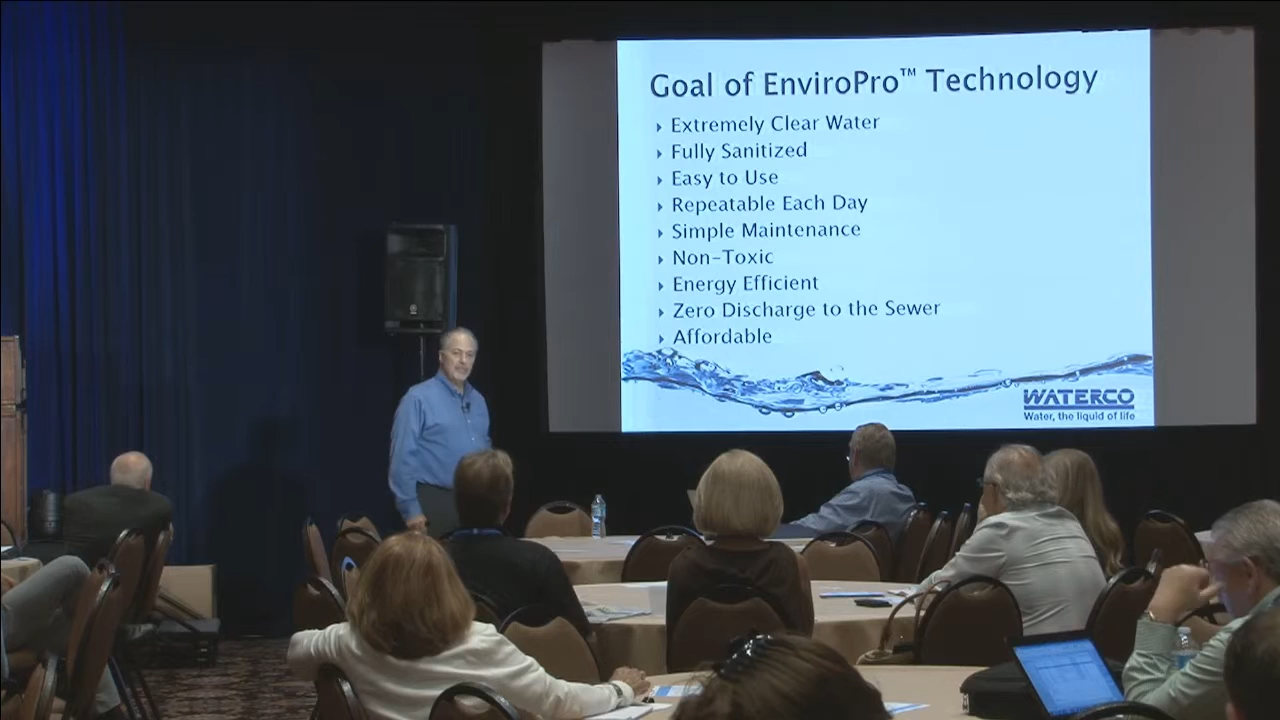 Goal of EnviroPro™ Technology
Extremely Clear Water
Fully Sanitized
Easy to Use
Repeatable Each Day
Simple Maintenance
Non-Toxic
Energy Efficient
Zero Discharge to the Sewer
Affordable
WATERCO
Water, the liquid of life